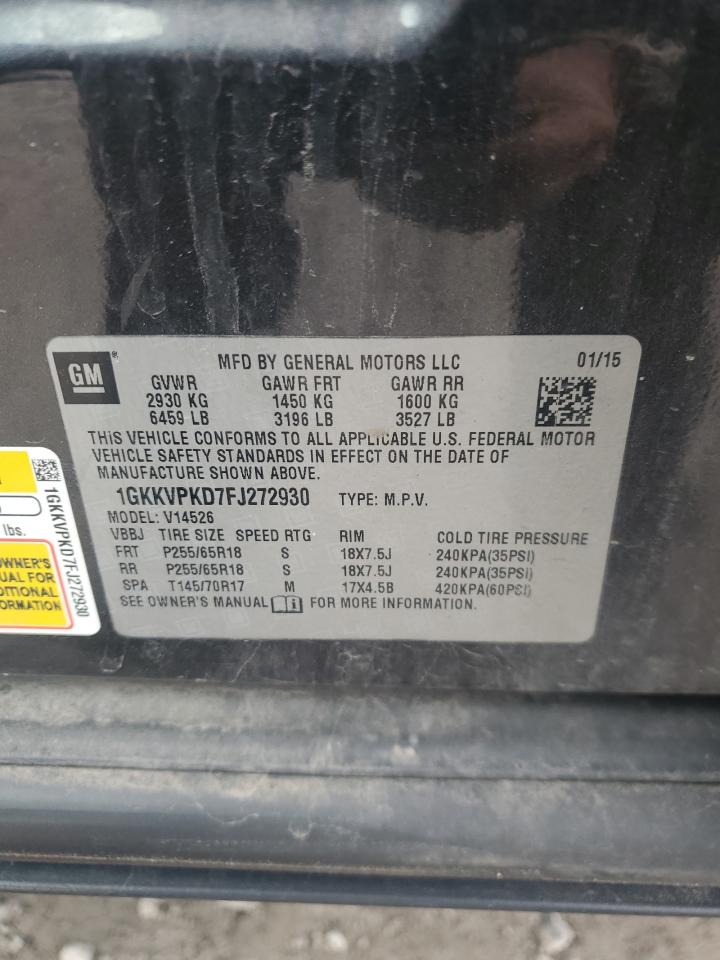 GM®
MFD BY GENERAL MOTORS LLC 01/15
GVWR GAWR FRT GAWR RR
2930 KG 1450 KG 1600 KG
6459 LB 3196 LB 3527 LB
THIS VEHICLE CONFORMS TO ALL APPLICABLE U.S. FEDERAL MOTOR
VEHICLE SAFETY STANDARDS IN EFFECT ON THE DATE OF
MANUFACTURE SHOWN ABOVE.
1GKKVPKD7FJ272930 TYPE: M.P.V.
MODEL: V14526
VBBJ TIRE SIZE SPEED RTG RIM COLD TIRE PRESSURE
FRT P255/65R18 S 18X7.5J 240KPA(35PSI)
RR P255/65R18 S 18X7.5J 240KPA(35PSI)
SPA T145/70R17 M 17X4.5B 420KPA(60PSI)
SEE OWNER'S MANUAL FOR MORE INFORMATION.
1GKKVPKD7FJ272930
lbs.
OWNER'S
UAL FOR
DITIONAL
ORMATION